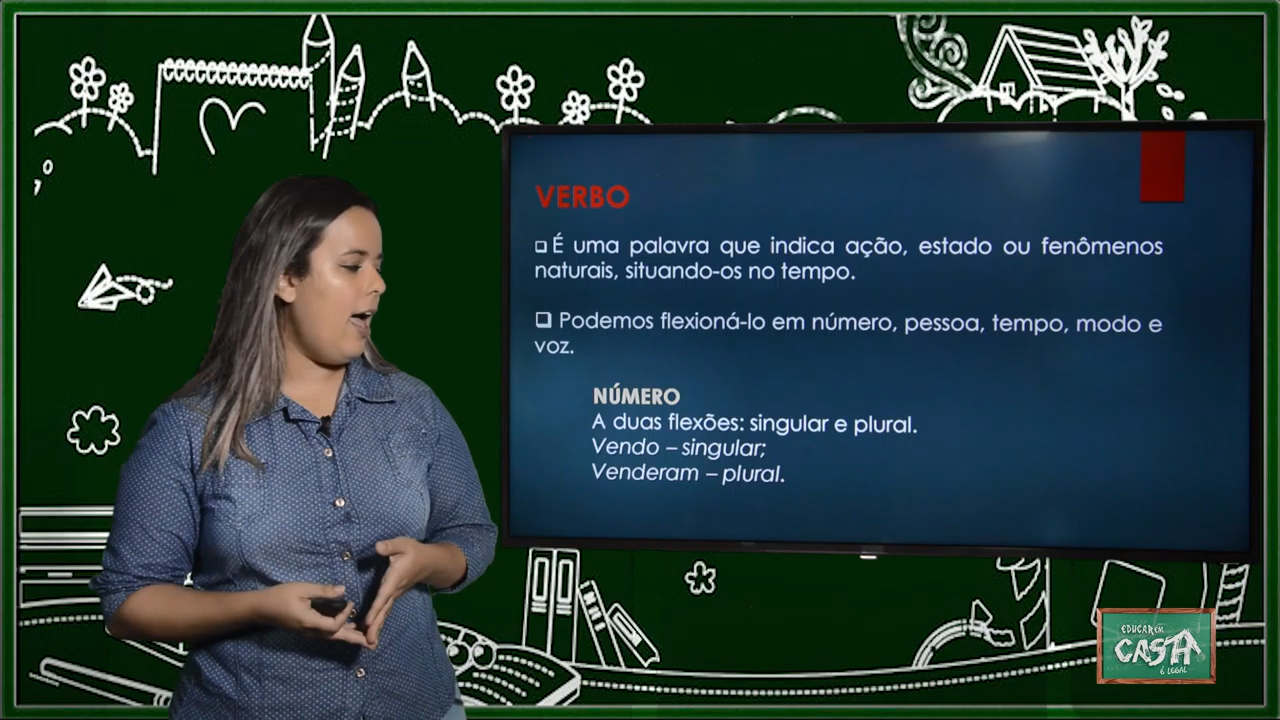 VERBO
É uma palavra que indica ação, estado ou fenômenos
naturais, situando-os no tempo.
Podemos flexioná-lo em número, pessoa, tempo, modo e
voz.
NÚMERO
A duas flexões: singular e plural.
Vendo – singular;
Venderam – plural.
EDUCAR EM
CASA
É LEGAL